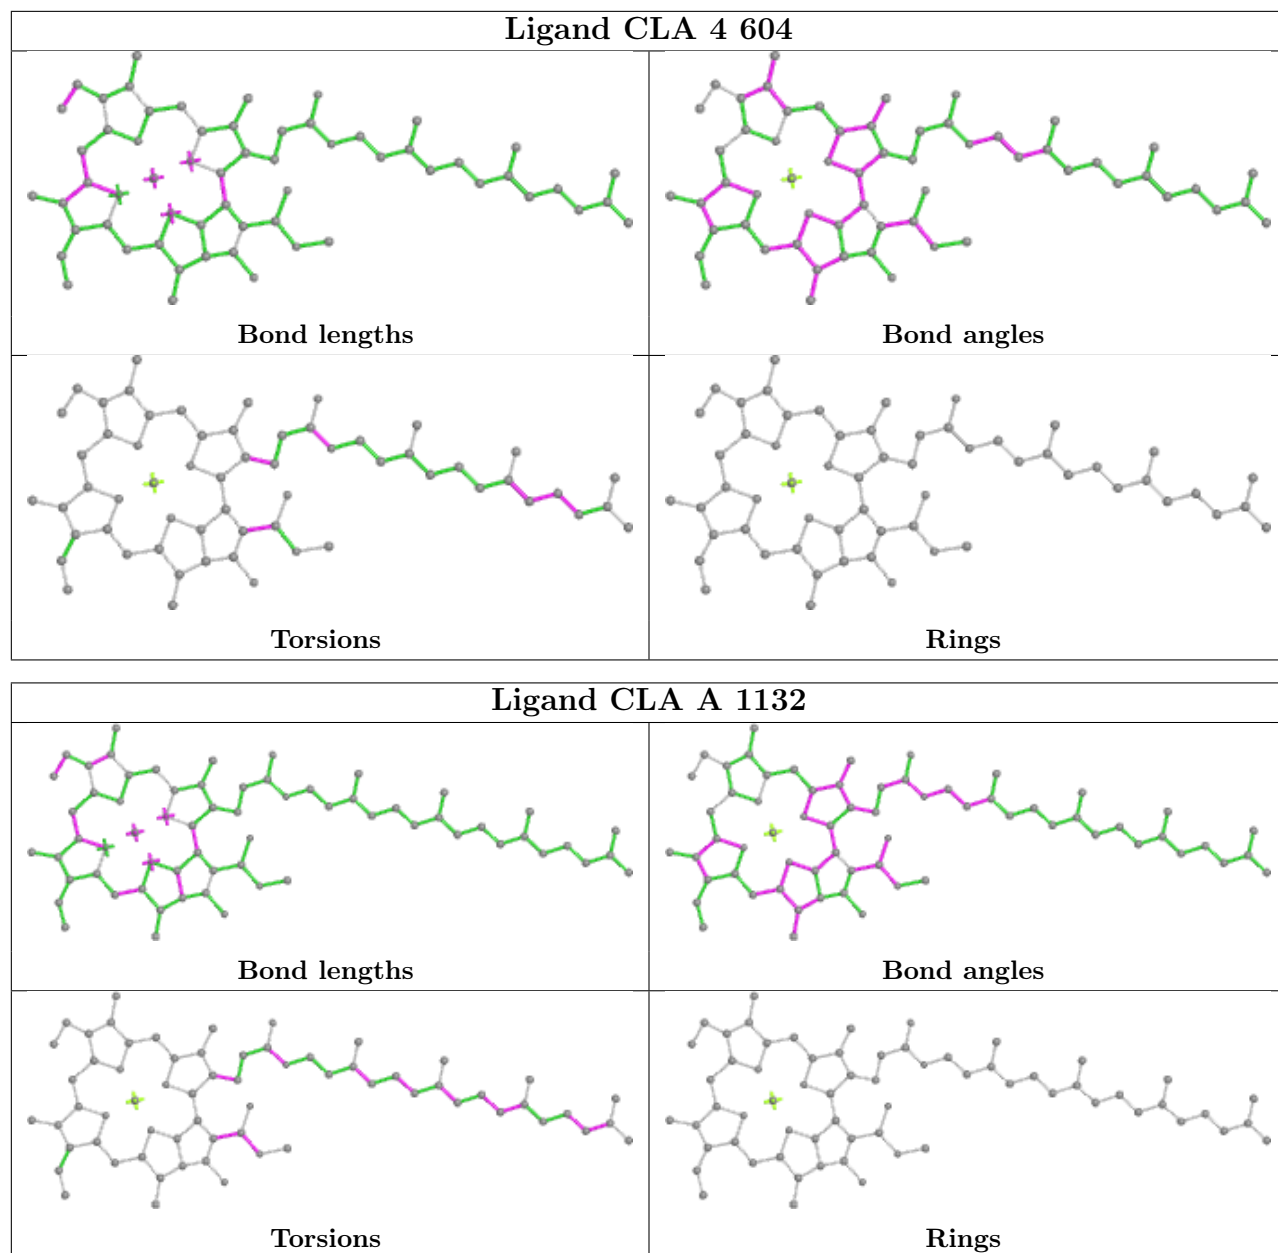 Ligand CLA 4 604
Bond lengths
Bond angles
Torsions
Rings
Ligand CLA A 1132
Bond lengths
Bond angles
Torsions
Rings